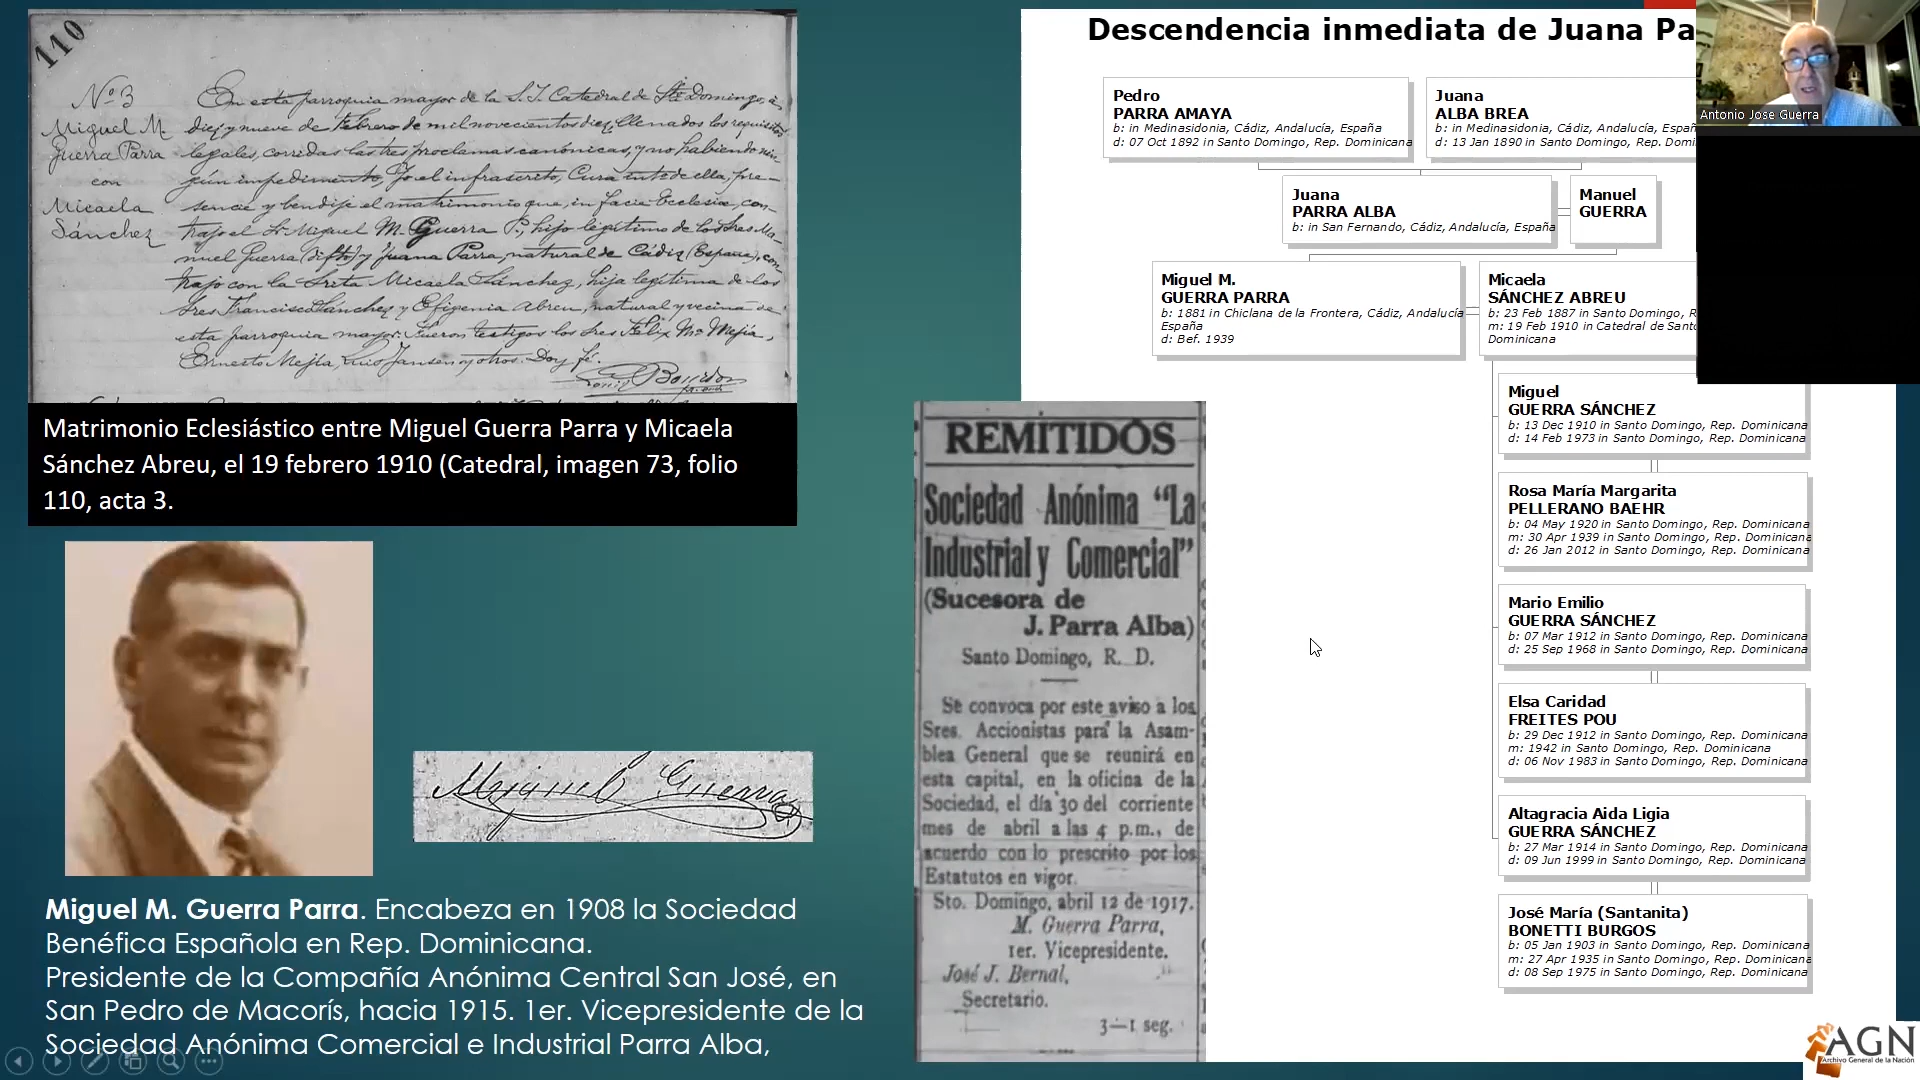 110
Nº 3
Miguel M.
Guerra Parra
con
Micaela
Sánchez
En esta parroquia mayor de la S. I. Catedral de Sto Domingo, á
diez y nueve de Febrero de mil novecientos diez, llenados los requisitos
legales, corridas las tres proclamas canónicas, y no habiendo nin-
gún impedimento, Yo el infrascrito, Cura inte de ella, pre-
sencié y bendije el matrimonio que, in facie Ecclesiæ, con-
trajo el Sr. Miguel M. Guerra P., hijo legítimo de los Sres Ma-
nuel Guerra (difto) y Juana Parra, natural de Cádiz (España), con-
trajo con la Srita Micaela Sánchez, hija legítima de los
Sres Francisco Sánchez y Efigenia Abreu, natural y vecina de
esta parroquia mayor. Fueron testigos los Sres Félix Mª Mejía,
Ernesto Mejía, Luis Jansen y otros. Doy fé.
Bourdon
Matrimonio Eclesiástico entre Miguel Guerra Parra y Micaela
Sánchez Abreu, el 19 febrero 1910 (Catedral, imagen 73, folio
110, acta 3.
Miguel Guerra
Miguel M. Guerra Parra. Encabeza en 1908 la Sociedad
Benéfica Española en Rep. Dominicana.
Presidente de la Compañía Anónima Central San José, en
San Pedro de Macorís, hacia 1915. 1er. Vicepresidente de la
Sociedad Anónima Comercial e Industrial Parra Alba,
REMITIDOS
Sociedad Anónima “La
Industrial y Comercial”
(Sucesora de
J. Parra Alba)
Santo Domingo, R. D.
Se convoca por este aviso a los
Sres. Accionistas para la Asam-
blea General que se reunirá en
esta capital, en la oficina de la
Sociedad, el día 30 del corriente
mes de abril a las 4 p.m., de
acuerdo con lo prescrito por los
Estatutos en vigor.
Sto. Domingo, abril 12 de 1917.
M. Guerra Parra,
1er. Vicepresidente.
José J. Bernal,
Secretario.
3—1 seg.
Descendencia inmediata de Juana Pa
Pedro
PARRA AMAYA
b: in Medinasidonia, Cádiz, Andalucía, España
d: 07 Oct 1892 in Santo Domingo, Rep. Dominicana
Juana
ALBA BREA
b: in Medinasidonia, Cádiz, Andalucía, Españ
d: 13 Jan 1890 in Santo Domingo, Rep. Domi
Juana
PARRA ALBA
b: in San Fernando, Cádiz, Andalucía, España
Manuel
GUERRA
Miguel M.
GUERRA PARRA
b: 1881 in Chiclana de la Frontera, Cádiz, Andalucía
España
d: Bef. 1939
Micaela
SÁNCHEZ ABREU
b: 23 Feb 1887 in Santo Domingo, R
m: 19 Feb 1910 in Catedral de Santo
Dominicana
Miguel
GUERRA SÁNCHEZ
b: 13 Dec 1910 in Santo Domingo, Rep. Dominicana
d: 14 Feb 1973 in Santo Domingo, Rep. Dominicana
Rosa María Margarita
PELLERANO BAEHR
b: 04 May 1920 in Santo Domingo, Rep. Dominicana
m: 30 Apr 1939 in Santo Domingo, Rep. Dominicana
d: 26 Jan 2012 in Santo Domingo, Rep. Dominicana
Mario Emilio
GUERRA SÁNCHEZ
b: 07 Mar 1912 in Santo Domingo, Rep. Dominicana
d: 25 Sep 1968 in Santo Domingo, Rep. Dominicana
Elsa Caridad
FREITES POU
b: 29 Dec 1912 in Santo Domingo, Rep. Dominicana
m: 1942 in Santo Domingo, Rep. Dominicana
d: 06 Nov 1983 in Santo Domingo, Rep. Dominicana
Altagracia Aida Ligia
GUERRA SÁNCHEZ
b: 27 Mar 1914 in Santo Domingo, Rep. Dominicana
d: 09 Jun 1999 in Santo Domingo, Rep. Dominicana
José María (Santanita)
BONETTI BURGOS
b: 05 Jan 1903 in Santo Domingo, Rep. Dominicana
m: 27 Apr 1935 in Santo Domingo, Rep. Dominicana
d: 08 Sep 1975 in Santo Domingo, Rep. Dominicana
Antonio Jose Guerra
AGN
Archivo General de la Nación